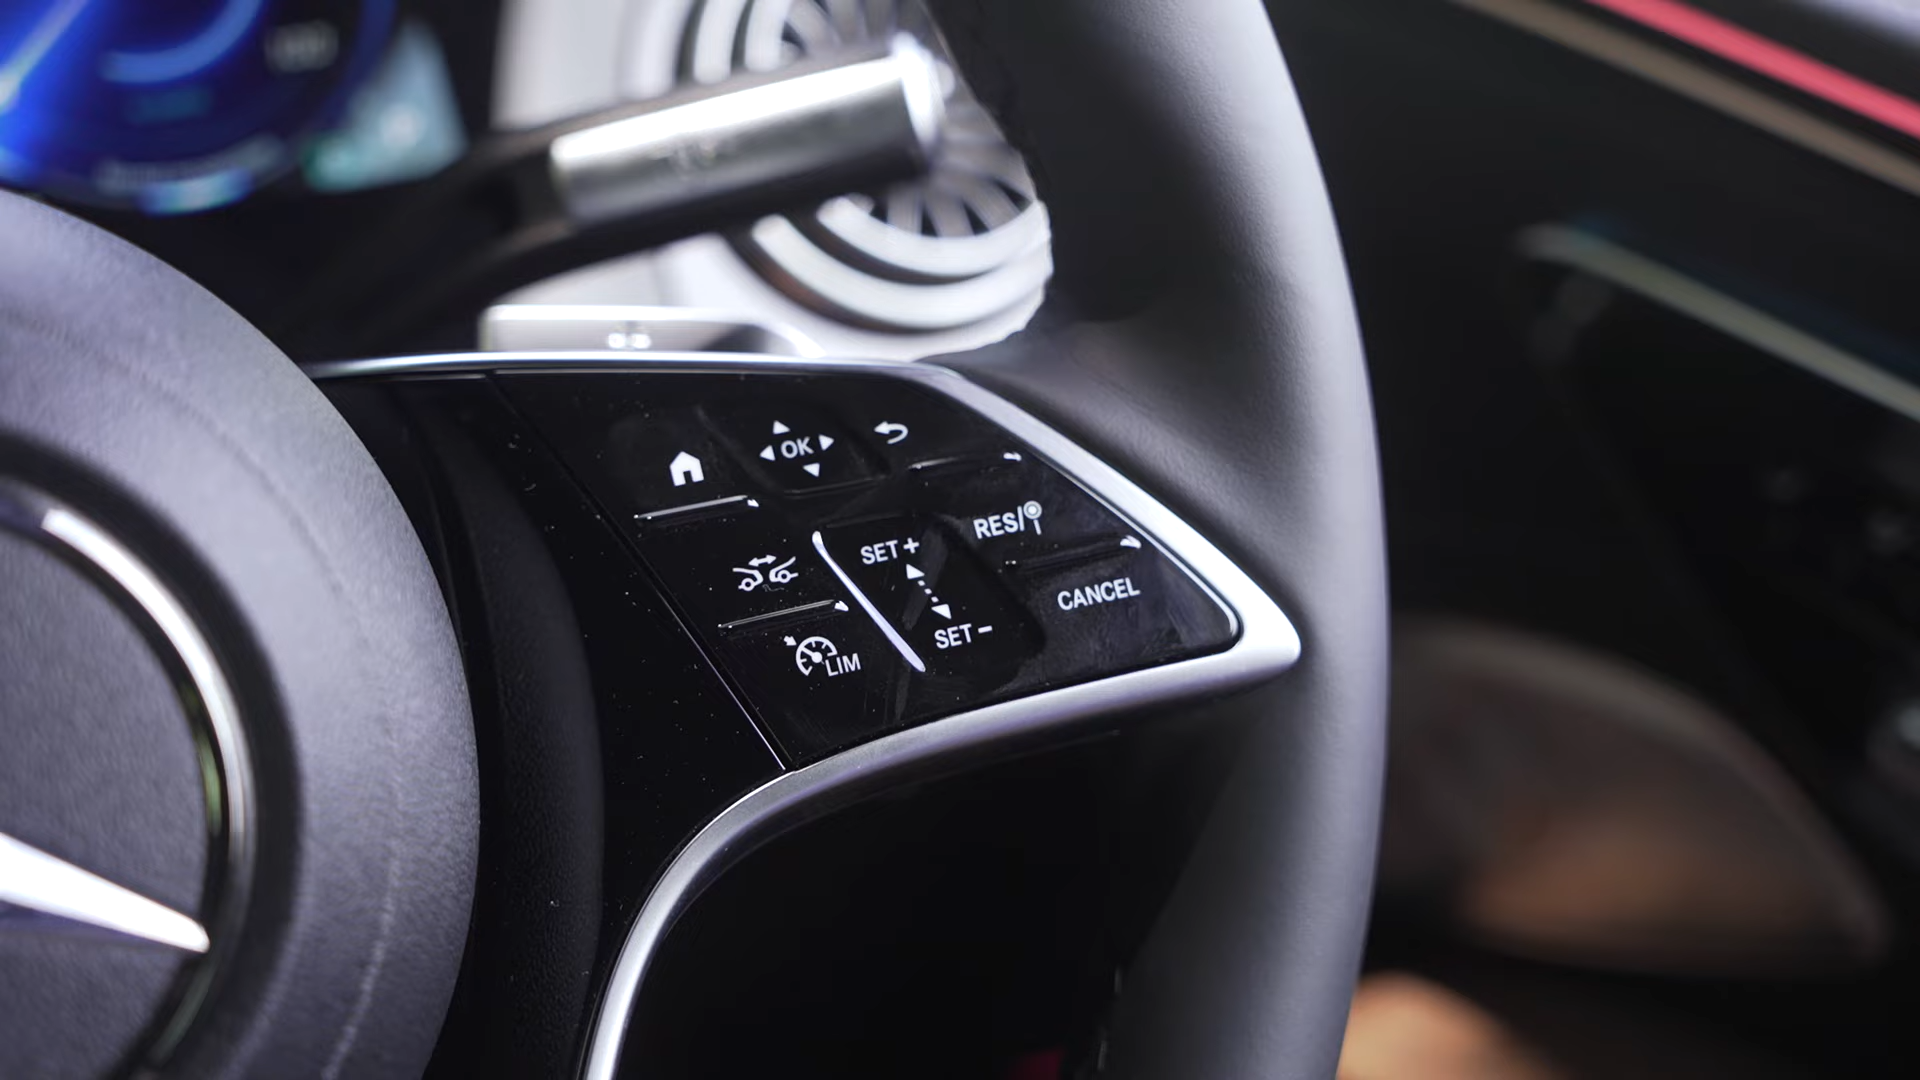 OK
RES/
SET +
CANCEL
SET −
LIM